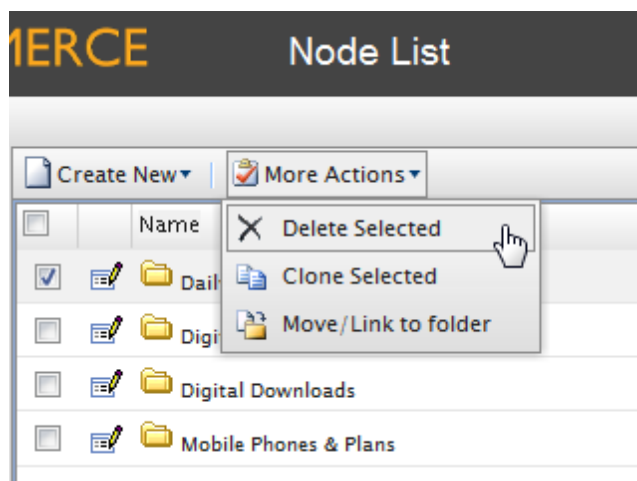 MERCE Node List
Create New More Actions
Name
Delete Selected
Clone Selected
Move/Link to folder
Digital Downloads
Mobile Phones & Plans